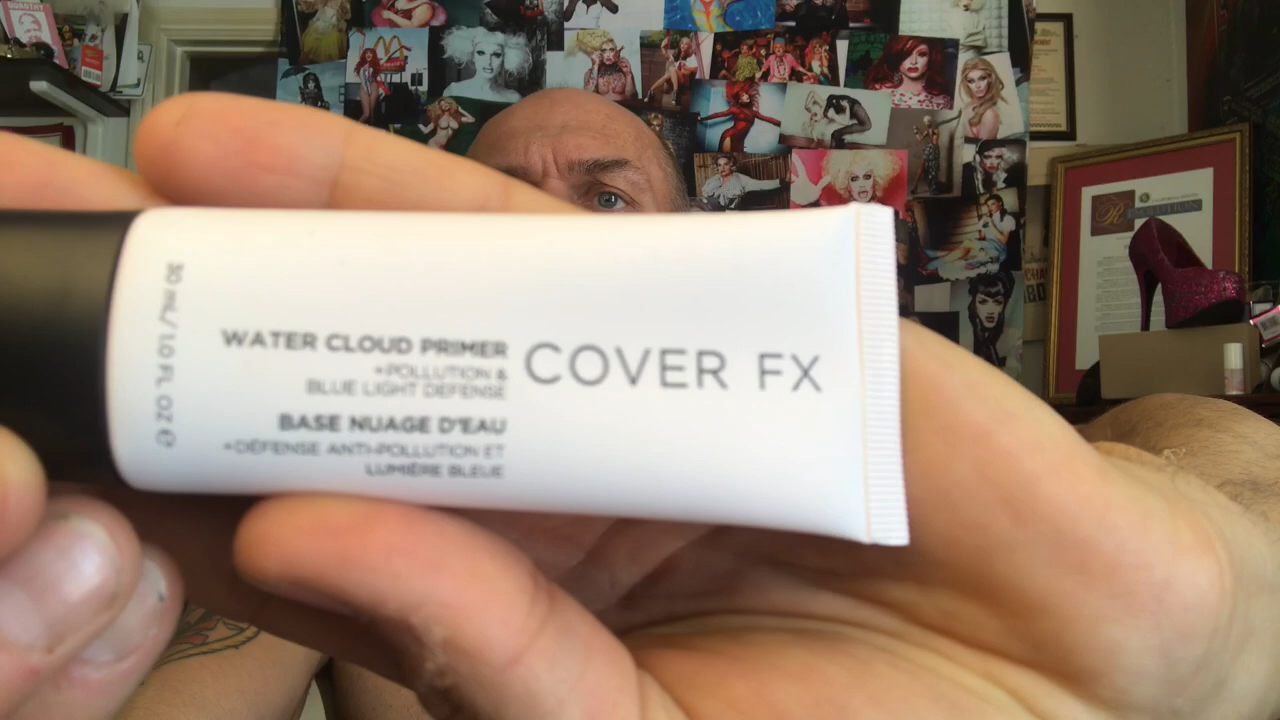 WATER CLOUD PRIMER
+POLLUTION &
BLUE LIGHT DEFENSE
BASE NUAGE D'EAU
+DÉFENSE ANTI-POLLUTION ET
LUMIÈRE BLEUE
COVER FX
30 mL/1.0 FL OZ ℮
DOROTHY